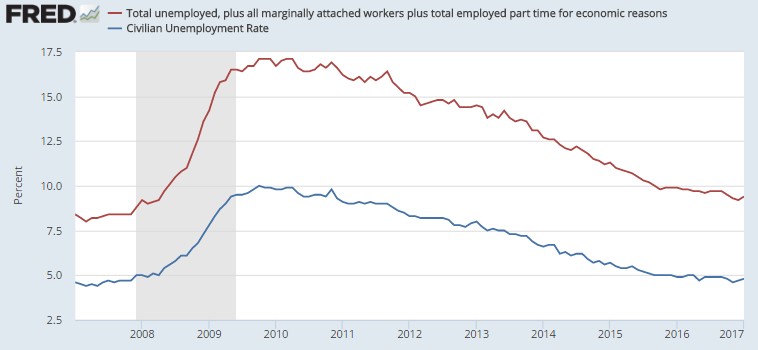 FRED
Total unemployed, plus all marginally attached workers plus total employed part time for economic reasons
Civilian Unemployment Rate
17.5
15.0
12.5
10.0
7.5
5.0
2.5
Percent
2008 2009 2010 2011 2012 2013 2014 2015 2016 2017